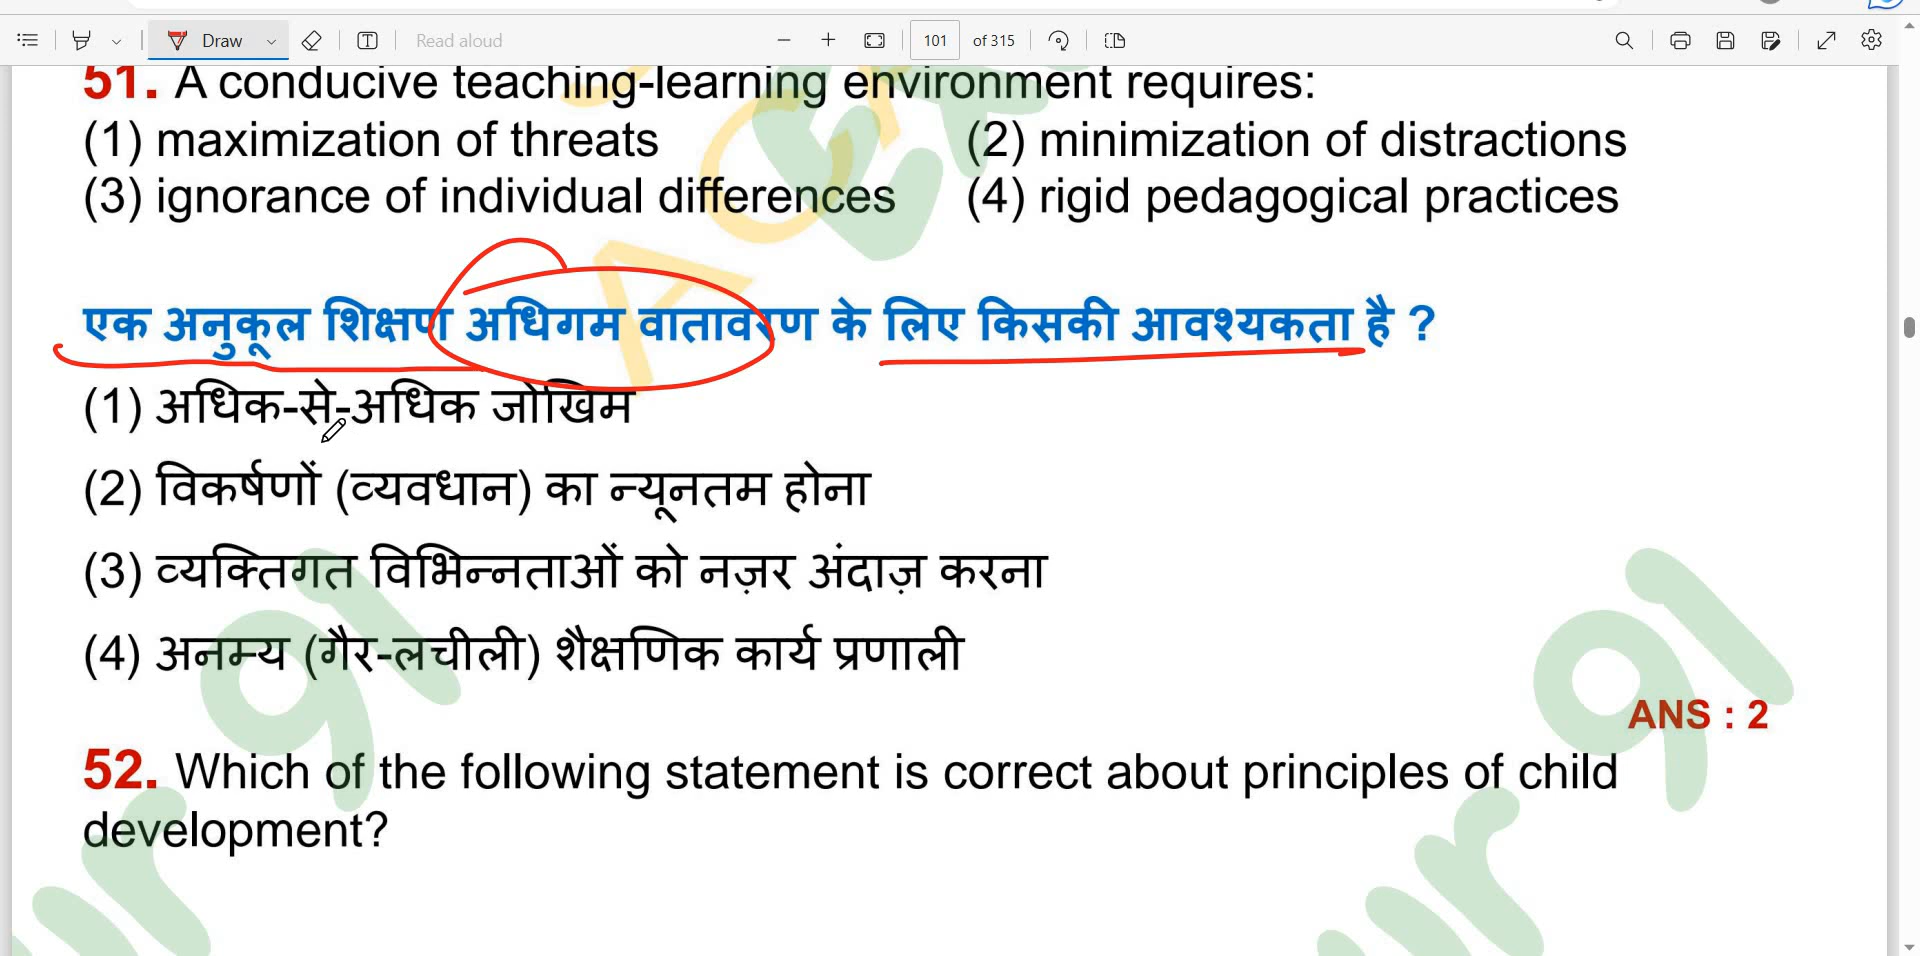 Draw
Read aloud
101 of 315
51. A conducive teaching-learning environment requires:
(1) maximization of threats (2) minimization of distractions
(3) ignorance of individual differences (4) rigid pedagogical practices
एक अनुकूल शिक्षण अधिगम वातावरण के लिए किसकी आवश्यकता है ?
(1) अधिक-से-अधिक जोखिम
(2) विकर्षणों (व्यवधान) का न्यूनतम होना
(3) व्यक्तिगत विभिन्नताओं को नज़र अंदाज़ करना
(4) अनम्य (गैर-लचीली) शैक्षणिक कार्य प्रणाली
ANS : 2
52. Which of the following statement is correct about principles of child
development?